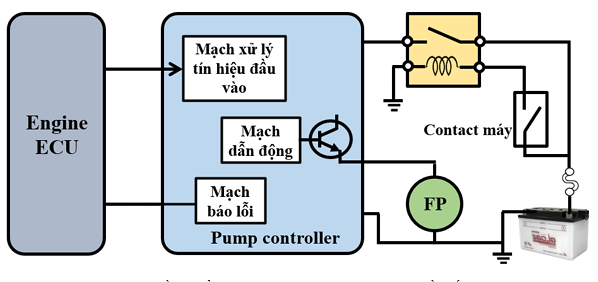 Engine
ECU
Mạch xử lý
tín hiệu đầu
vào
Mạch
dẫn động
Mạch
báo lỗi
Pump controller
FP
Contact máy